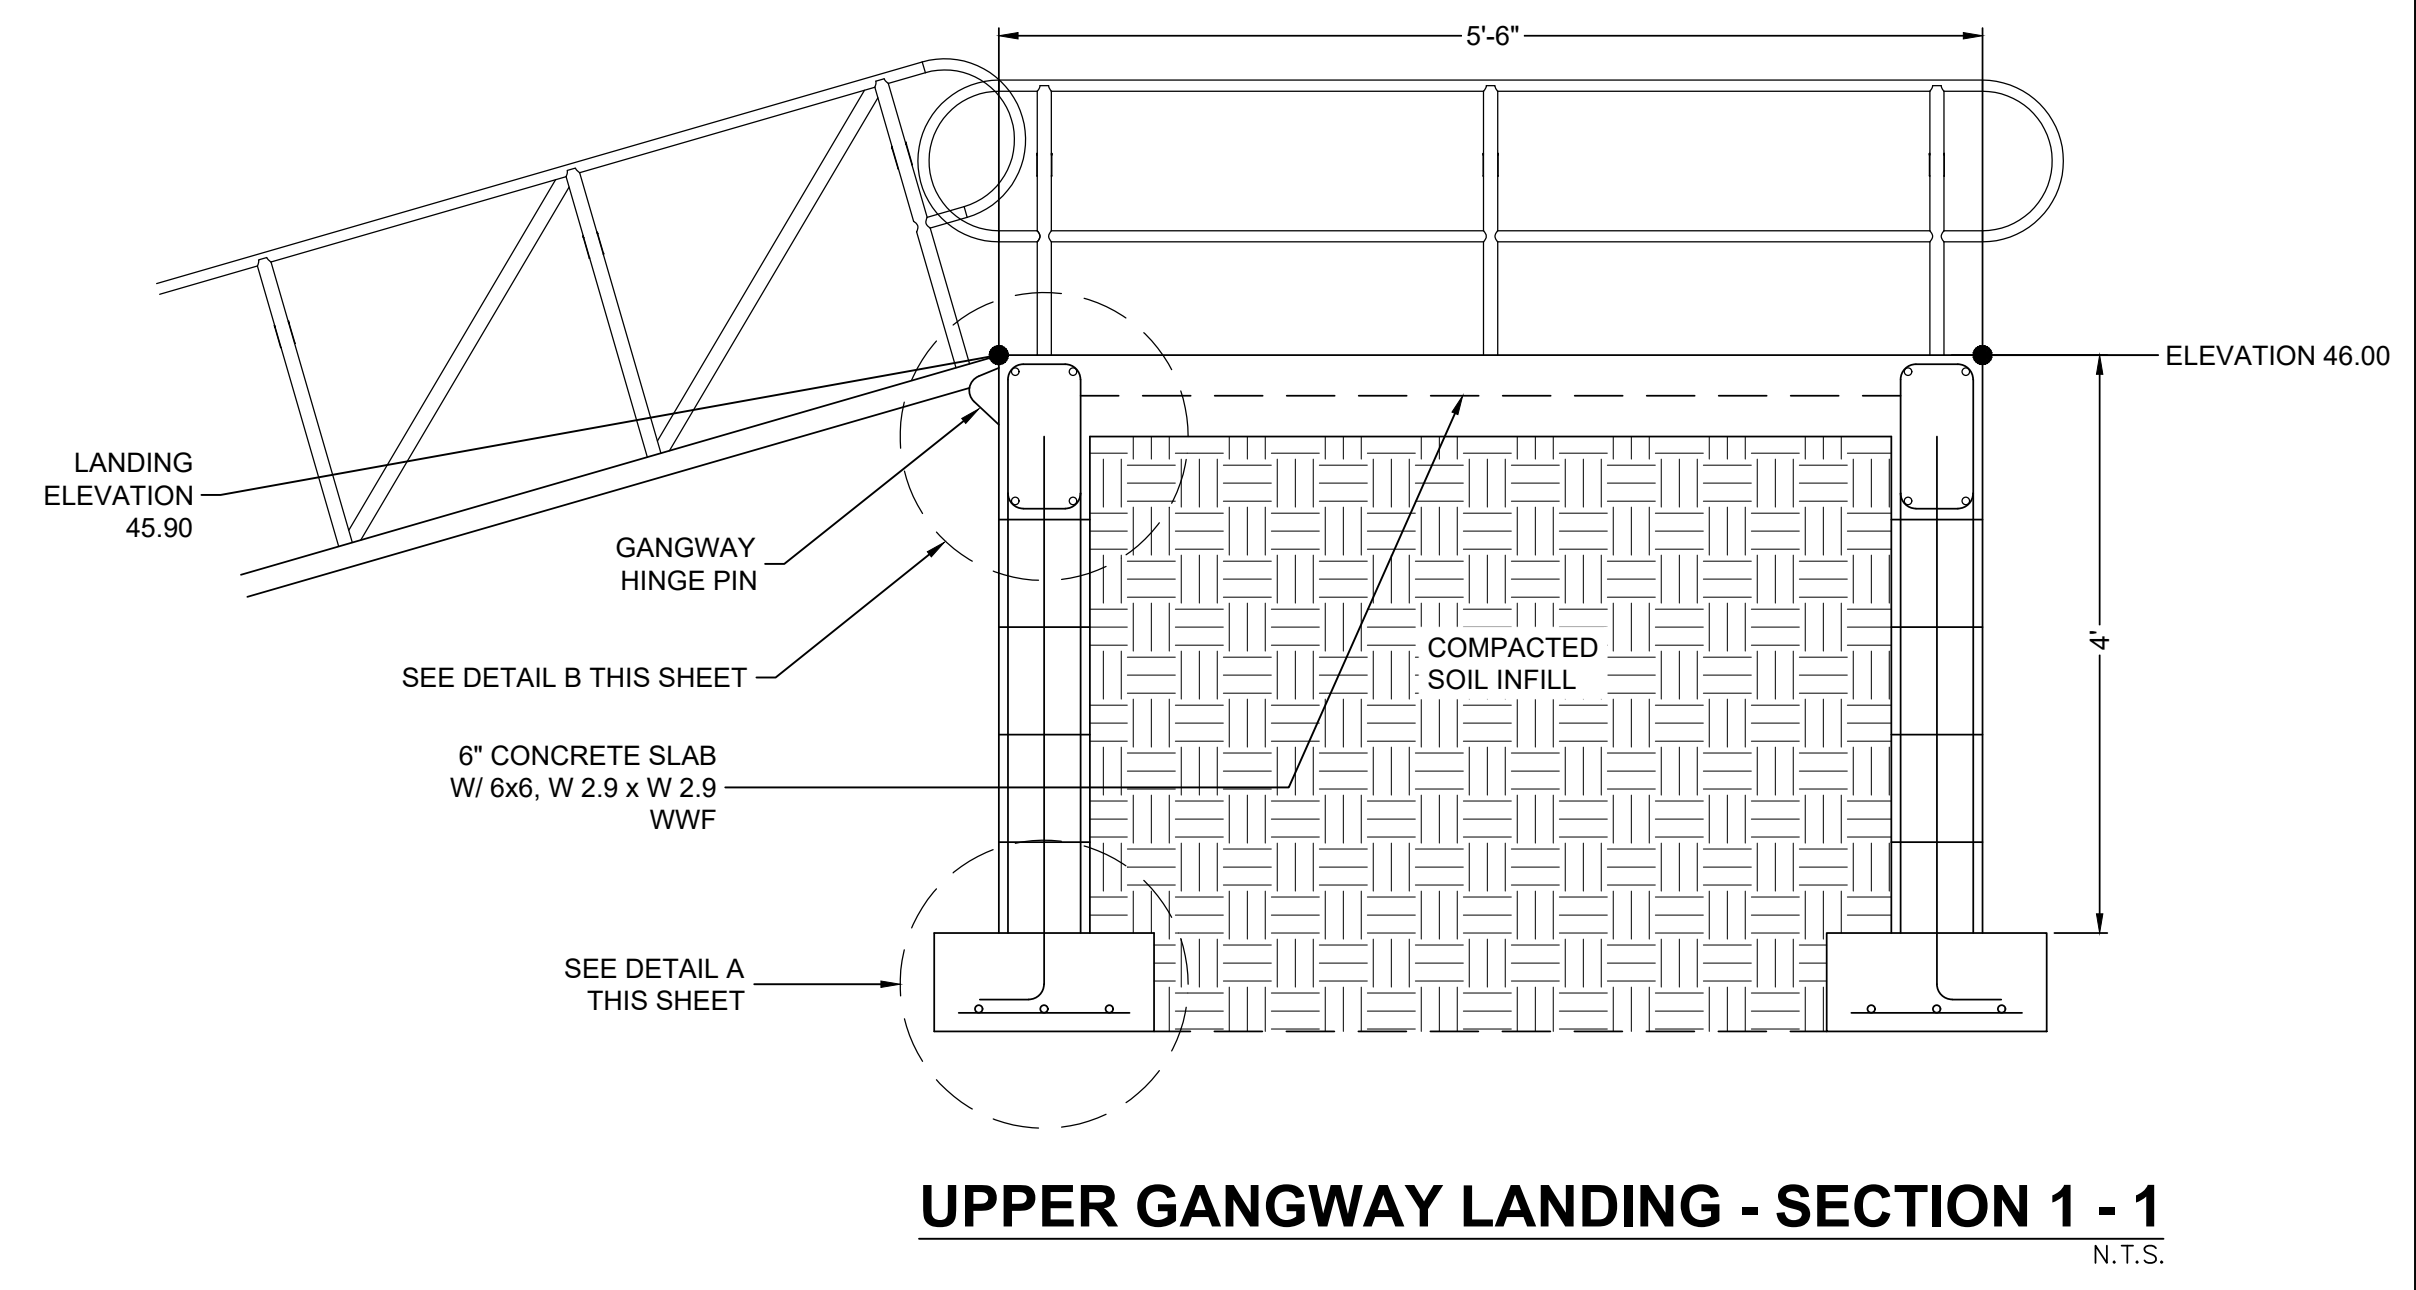 5'-6"
ELEVATION 46.00
LANDING
ELEVATION
45.90
GANGWAY
HINGE PIN
4'
COMPACTED
SOIL INFILL
SEE DETAIL B THIS SHEET
6" CONCRETE SLAB
W/ 6x6, W 2.9 x W 2.9
WWF
SEE DETAIL A
THIS SHEET
UPPER GANGWAY LANDING - SECTION 1 - 1
N.T.S.